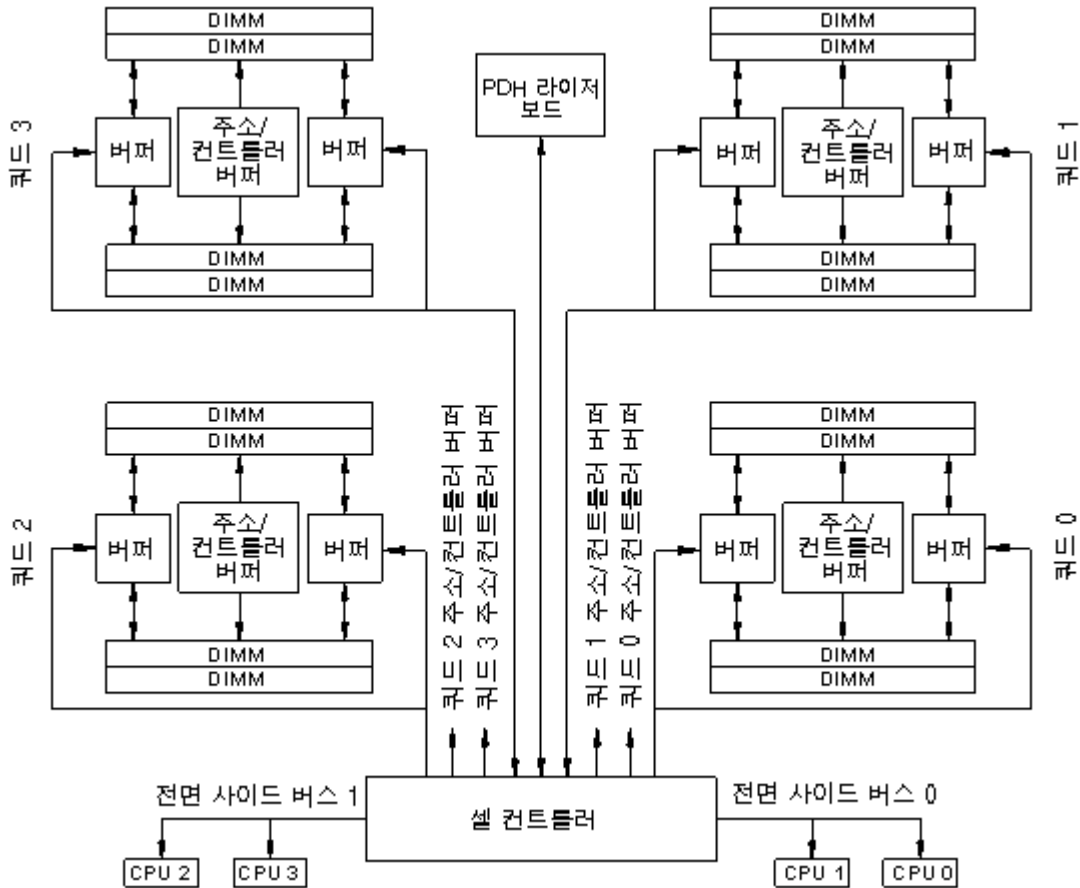 DIMM
DIMM
쿼드 3
버퍼
주소/
컨트롤러
버퍼
버퍼
DIMM
DIMM
PDH 라이저
보드
DIMM
DIMM
버퍼
주소/
컨트롤러
버퍼
버퍼
쿼드 1
DIMM
DIMM
DIMM
DIMM
쿼드 2
버퍼
주소/
컨트롤러
버퍼
버퍼
DIMM
DIMM
쿼드 2 주소/컨트롤러 버퍼
쿼드 3 주소/컨트롤러 버퍼
쿼드 1 주소/컨트롤러 버퍼
쿼드 0 주소/컨트롤러 버퍼
DIMM
DIMM
버퍼
주소/
컨트롤러
버퍼
버퍼
쿼드 0
DIMM
DIMM
전면 사이드 버스 1
셀 컨트롤러
전면 사이드 버스 0
CPU 2
CPU 3
CPU 1
CPU 0